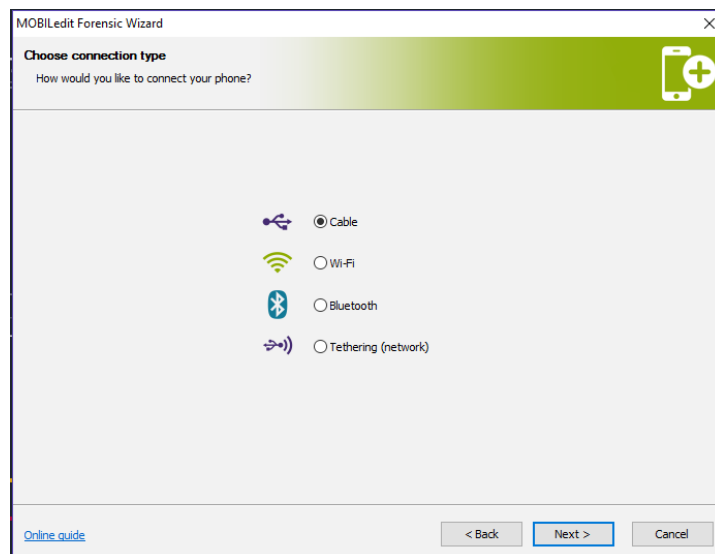 MOBILedit Forensic Wizard
Choose connection type
How would you like to connect your phone?
Cable
Wi-Fi
Bluetooth
Tethering (network)
Online guide
< Back
Next >
Cancel